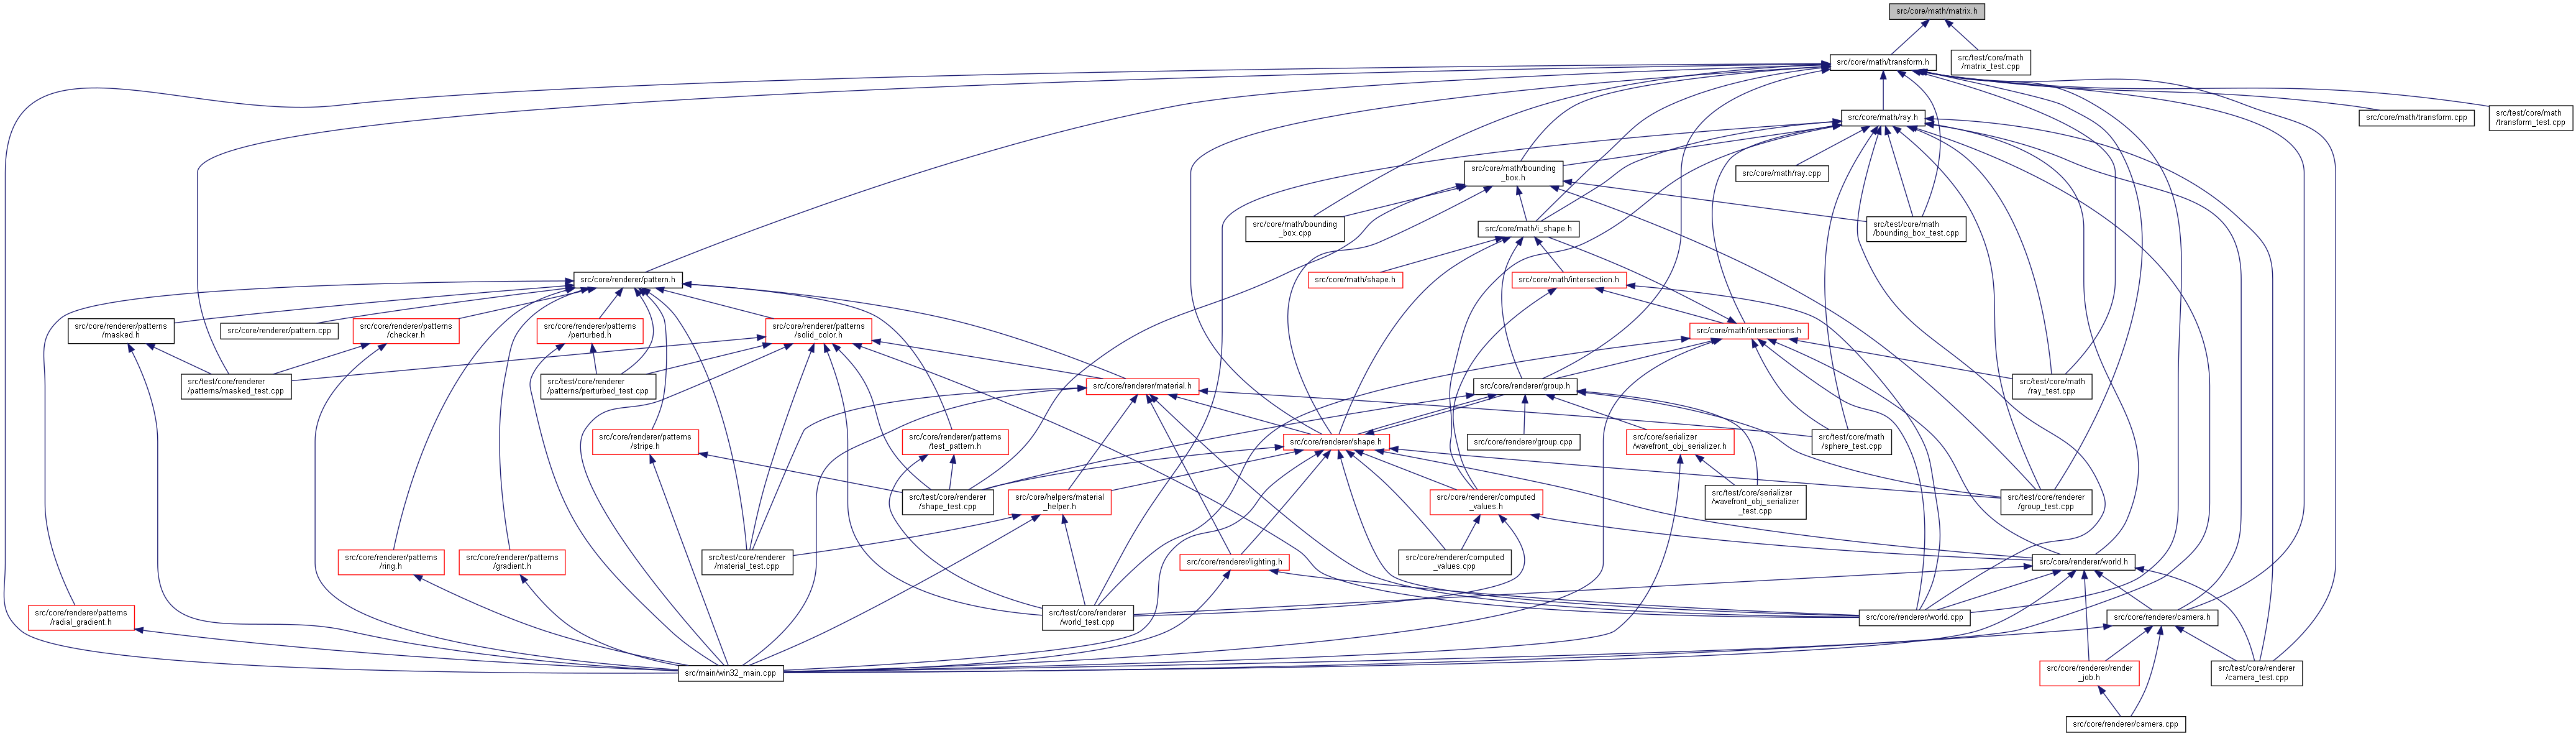 src/core/math/matrix.h
src/core/math/transform.h
src/test/core/math
/matrix_test.cpp
src/core/math/ray.h
src/core/math/transform.cpp
src/test/core/math
/transform_test.cpp
src/core/math/bounding
_box.h
src/core/math/ray.cpp
src/core/math/bounding
_box.cpp
src/core/math/i_shape.h
src/test/core/math
/bounding_box_test.cpp
src/core/renderer/pattern.h
src/core/math/shape.h
src/core/math/intersection.h
src/core/renderer/patterns
/masked.h
src/core/renderer/pattern.cpp
src/core/renderer/patterns
/checker.h
src/core/renderer/patterns
/perturbed.h
src/core/renderer/patterns
/solid_color.h
src/core/math/intersections.h
src/test/core/renderer
/patterns/masked_test.cpp
src/test/core/renderer
/patterns/perturbed_test.cpp
src/core/renderer/material.h
src/core/renderer/group.h
src/test/core/math
/ray_test.cpp
src/core/renderer/patterns
/stripe.h
src/core/renderer/patterns
/test_pattern.h
src/core/renderer/shape.h
src/core/renderer/group.cpp
src/core/serializer
/wavefront_obj_serializer.h
src/test/core/math
/sphere_test.cpp
src/test/core/renderer
/shape_test.cpp
src/core/helpers/material
_helper.h
src/core/renderer/computed
_values.h
src/test/core/serializer
/wavefront_obj_serializer
_test.cpp
src/test/core/renderer
/group_test.cpp
src/core/renderer/patterns
/ring.h
src/core/renderer/patterns
/gradient.h
src/test/core/renderer
/material_test.cpp
src/core/renderer/lighting.h
src/core/renderer/computed
_values.cpp
src/core/renderer/world.h
src/core/renderer/patterns
/radial_gradient.h
src/test/core/renderer
/world_test.cpp
src/core/renderer/world.cpp
src/core/renderer/camera.h
src/main/win32_main.cpp
src/core/renderer/render
_job.h
src/test/core/renderer
/camera_test.cpp
src/core/renderer/camera.cpp